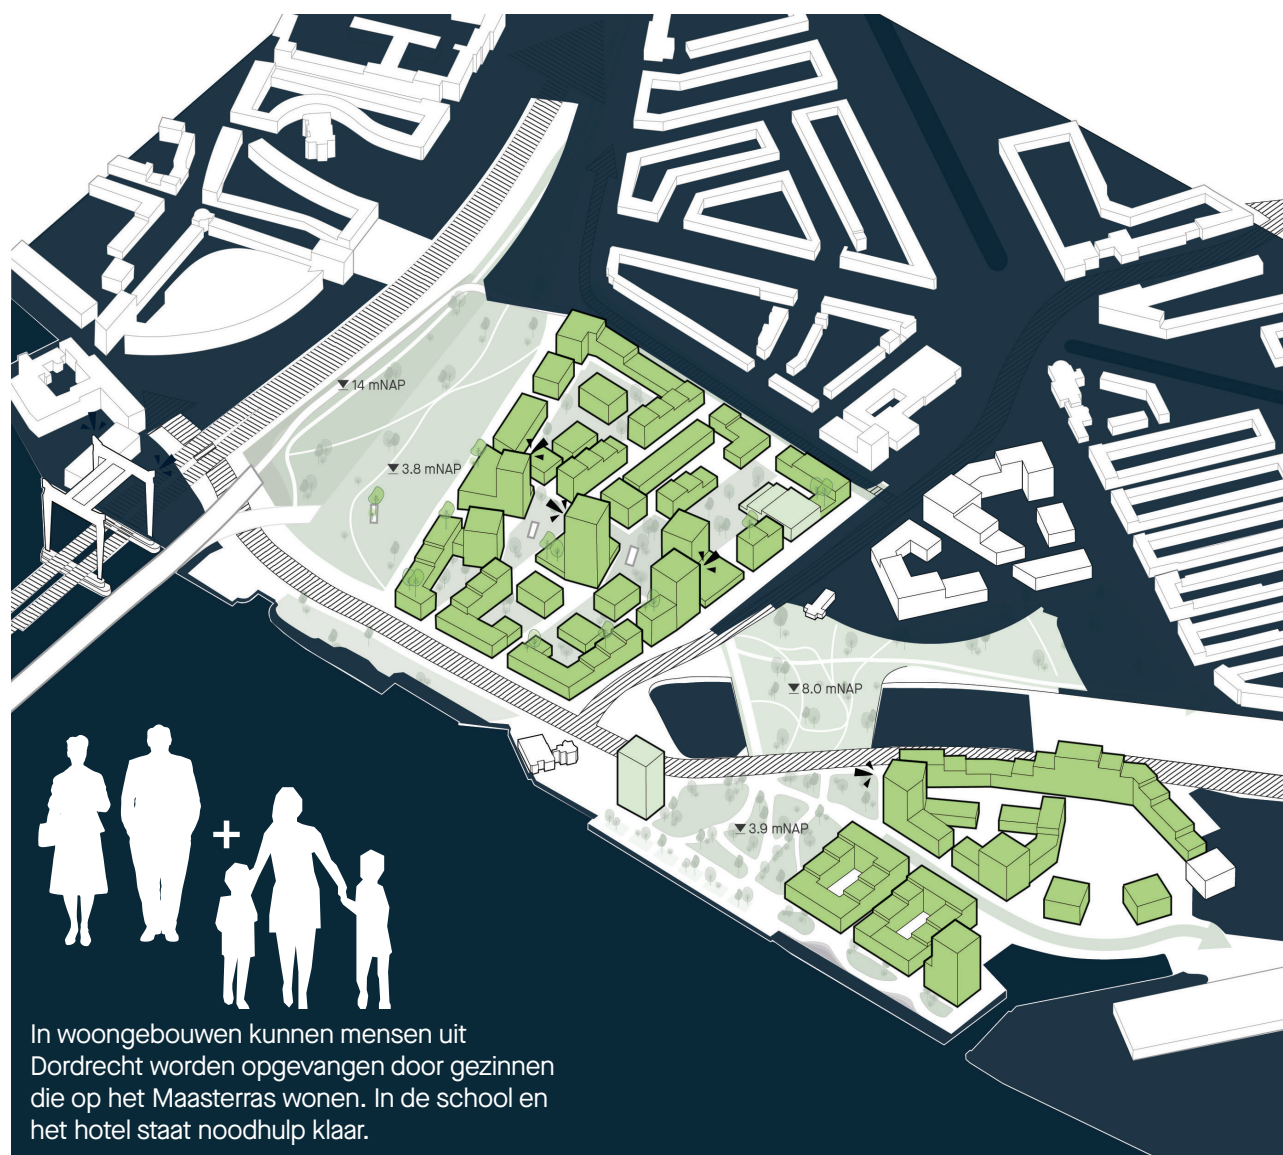 14 mNAP
3.8 mNAP
8.0 mNAP
3.9 mNAP
+
In woongebouwen kunnen mensen uit
Dordrecht worden opgevangen door gezinnen
die op het Maasterras wonen. In de school en
het hotel staat noodhulp klaar.